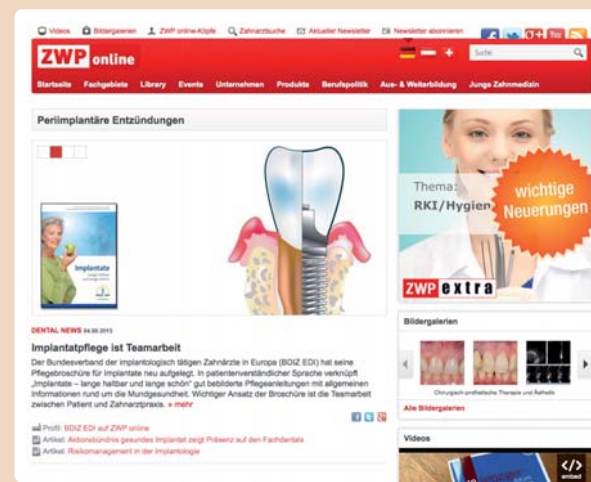 Videos Bildergalerien ZWP online-Köpfe Zahnarztsuche Aktueller Newsletter Newsletter abonnieren
ZWP online
Suche
Startseite Fachgebiete Library Events Unternehmen Produkte Berufspolitik Aus- & Weiterbildung Junge Zahnmedizin
Periimplantäre Entzündungen
Implantate
DENTAL NEWS
Implantatpflege ist Teamarbeit
Der Bundesverband der implantologisch tätigen Zahnärzte in Europa (BDIZ EDI) hat seine
Pflegebroschüre für Implantate neu aufgelegt. In patientenverständlicher Sprache verknüpft
„Implantate – lange haltbar und lange schön“ gut bebilderte Pflegeanleitungen mit allgemeinen
Informationen rund um die Mundgesundheit. Wichtiger Ansatz der Broschüre ist die Teamarbeit
zwischen Patient und Zahnarztpraxis. » mehr
Profil: BDIZ EDI auf ZWP online
Artikel: Aktionsbündnis gesundes Implantat zeigt Präsenz auf den Fachdentals
Artikel: Risikomanagement in der Implantologie
Thema:
RKI/Hygien
wichtige
Neuerungen
ZWP extra
Bildergalerien
Chirurgisch-prothetische Therapie und Ästhetik
Alle Bildergalerien
Videos
</>
embed